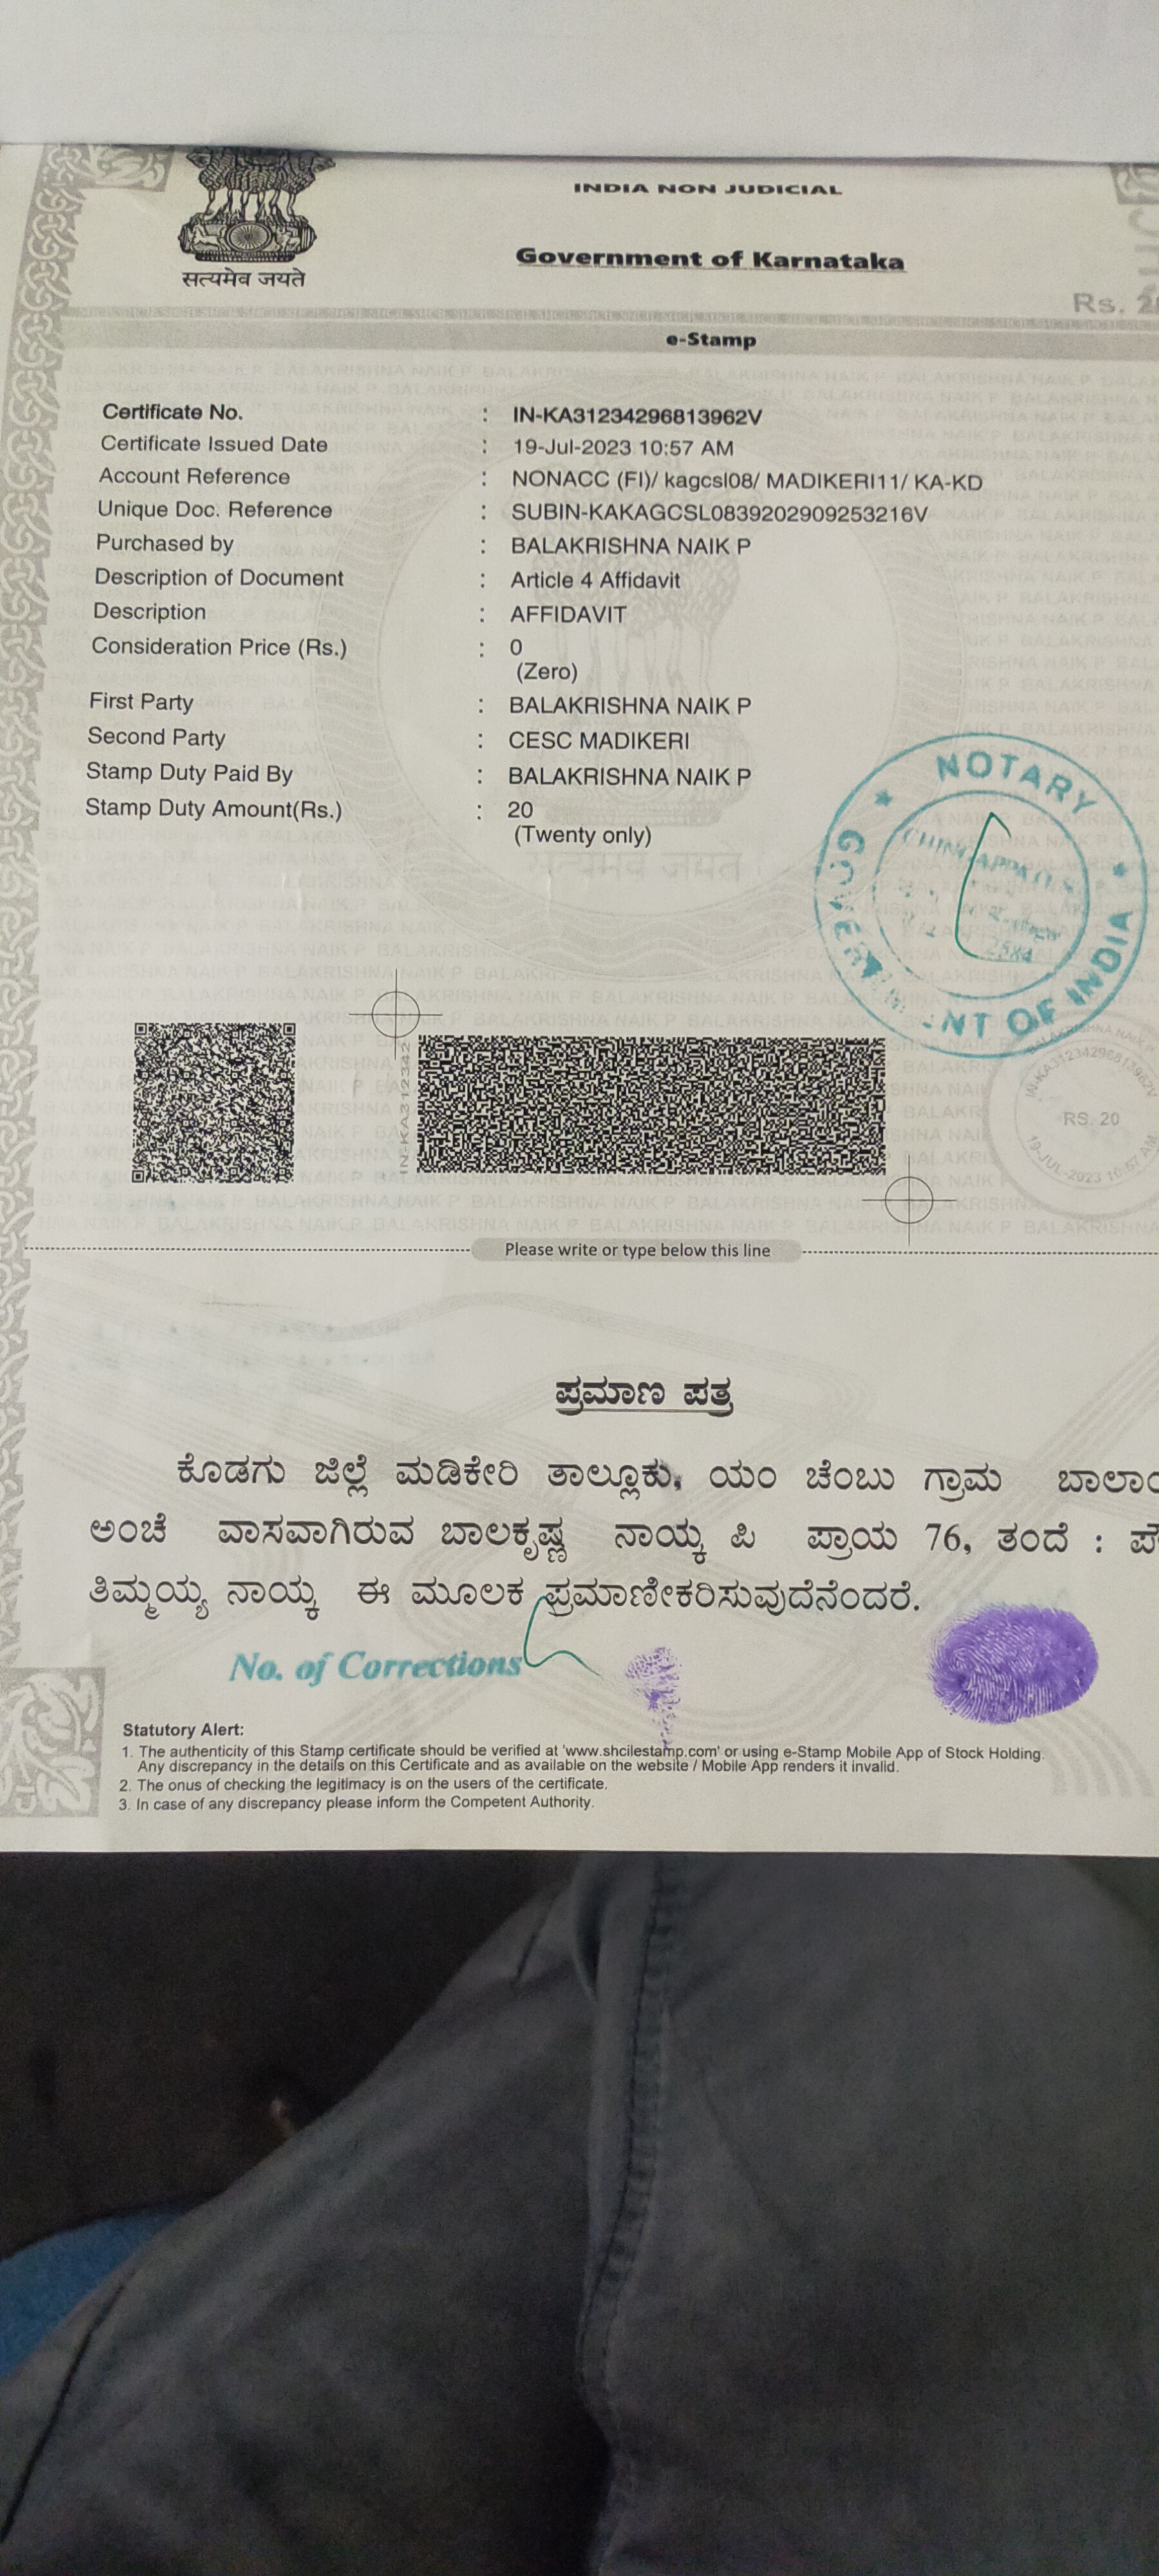 INDIA NON JUDICIAL
Government of Karnataka
सत्यमेव जयते
Rs.
e-Stamp
Certificate No. : IN-KA31234296813962V
Certificate Issued Date : 19-Jul-2023 10:57 AM
Account Reference : NONACC (FI)/ kagcsl08/ MADIKERI11/ KA-KD
Unique Doc. Reference : SUBIN-KAKAGCSL0839202909253216V
Purchased by : BALAKRISHNA NAIK P
Description of Document : Article 4 Affidavit
Description : AFFIDAVIT
Consideration Price (Rs.) : 0
(Zero)
First Party : BALAKRISHNA NAIK P
Second Party : CESC MADIKERI
Stamp Duty Paid By : BALAKRISHNA NAIK P
Stamp Duty Amount(Rs.) : 20
(Twenty only)
NOTARY
OF INDIA
BALAKRISHNA NAIK P
IN-KA31234296813962V
RS. 20
19-JUL-2023 10:57 AM
Please write or type below this line
ಪ್ರಮಾಣ ಪತ್ರ
ಕೊಡಗು ಜಿಲ್ಲೆ ಮಡಿಕೇರಿ ತಾಲ್ಲೂಕು, ಯಂ ಚೆಂಬು ಗ್ರಾಮ
ಅಂಚೆ ವಾಸವಾಗಿರುವ ಬಾಲಕೃಷ್ಣ ನಾಯ್ಕ ಪಿ ಪ್ರಾಯ 76, ತಂದೆ :
ತಿಮ್ಮಯ್ಯ ನಾಯ್ಕ ಈ ಮೂಲಕ ಪ್ರಮಾಣೀಕರಿಸುವುದೆನೆಂದರೆ.
No. of Corrections
Statutory Alert:
1. The authenticity of this Stamp certificate should be verified at 'www.shcilestamp.com' or using e-Stamp Mobile App of Stock Holding.
Any discrepancy in the details on this Certificate and as available on the website / Mobile App renders it invalid.
2. The onus of checking the legitimacy is on the users of the certificate.
3. In case of any discrepancy please inform the Competent Authority.